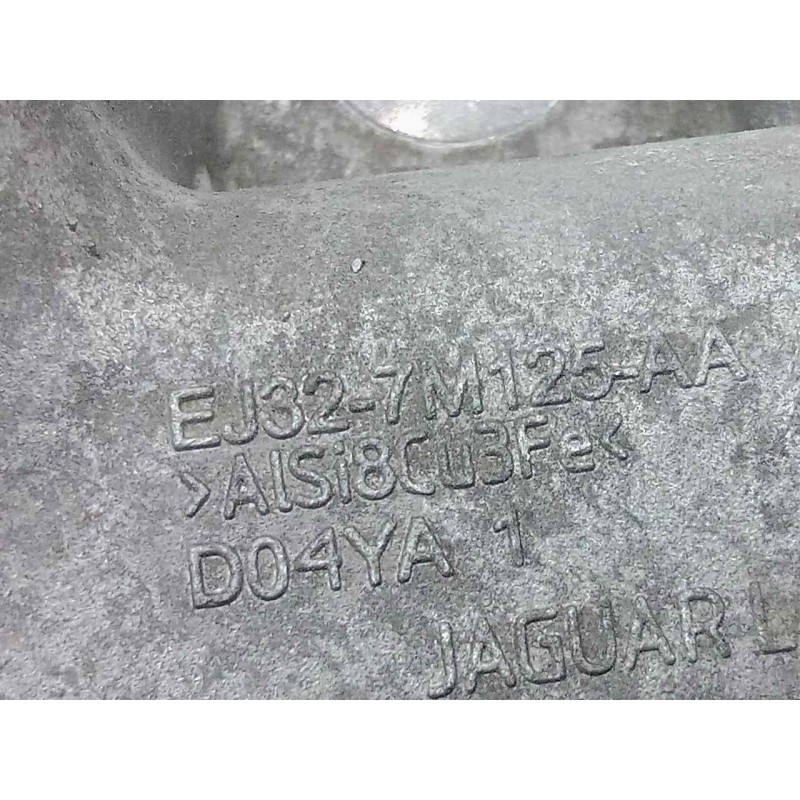 EJ32-7M125-AA
>AlSi8Cu3Fe<
D04YA 1
JAGUAR L